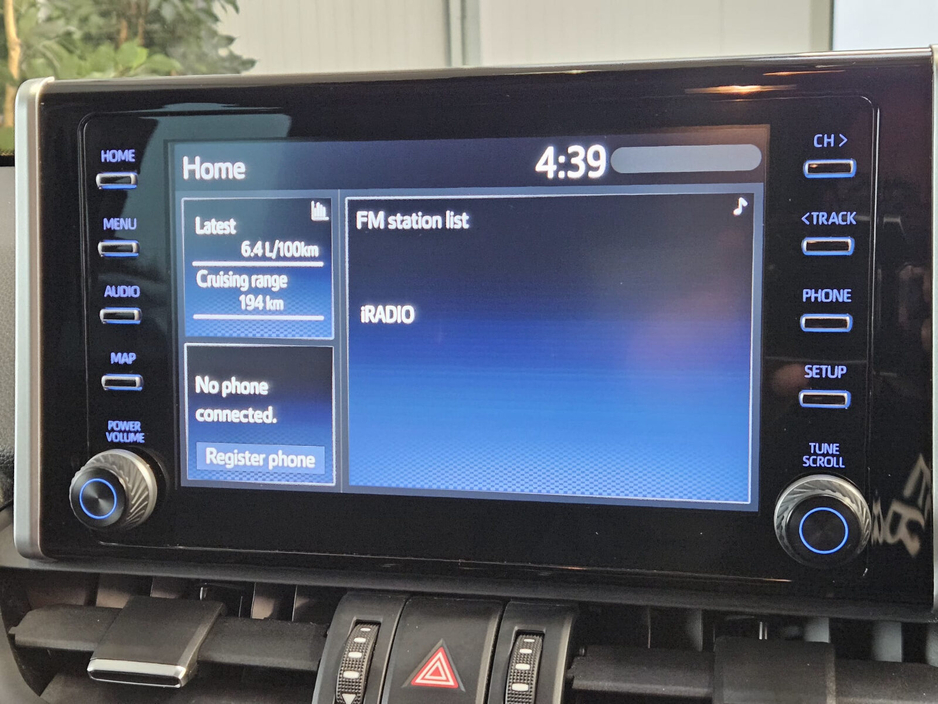 HOME
MENU
AUDIO
MAP
POWER
VOLUME
Home
4:39
Latest
6.4 L/100km
Cruising range
194 km
No phone
connected.
Register phone
FM station list
iRADIO
CH >
<TRACK
PHONE
SETUP
TUNE
SCROLL